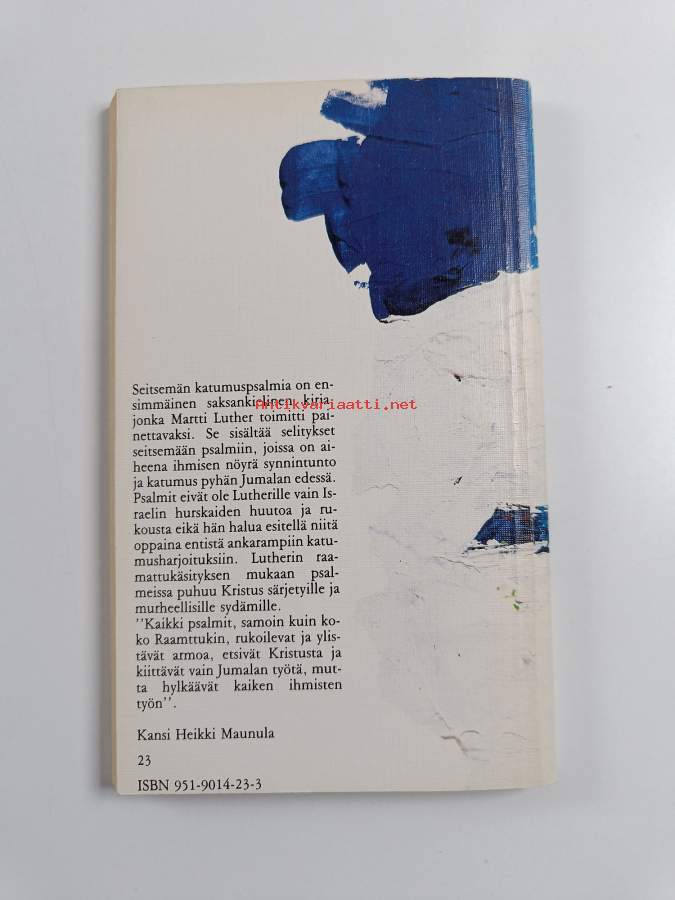 Seitsemän katumuspsalmia on en-
simmäinen saksankielinen kirja,
Antikvariaatti.net
jonka Martti Luther toimitti pai-
nettavaksi. Se sisältää selitykset
seitsemään psalmiin, joissa on ai-
heena ihmisen nöyrä synnintunto
ja katumus pyhän Jumalan edessä.
Psalmit eivät ole Lutherille vain Is-
raelin hurskaiden huutoa ja ru-
kousta eikä hän halua esitellä niitä
oppaina entistä ankarampiin katu-
musharjoituksiin. Lutherin raa-
mattukäsityksen mukaan psal-
meissa puhuu Kristus särjetyille ja
murheellisille sydämille.
''Kaikki psalmit, samoin kuin ko-
ko Raamttukin, rukoilevat ja ylis-
tävät armoa, etsivät Kristusta ja
kiittävät vain Jumalan työtä, mut-
ta hylkäävät kaiken ihmisten
työn''.
Kansi Heikki Maunula
23
ISBN 951-9014-23-3